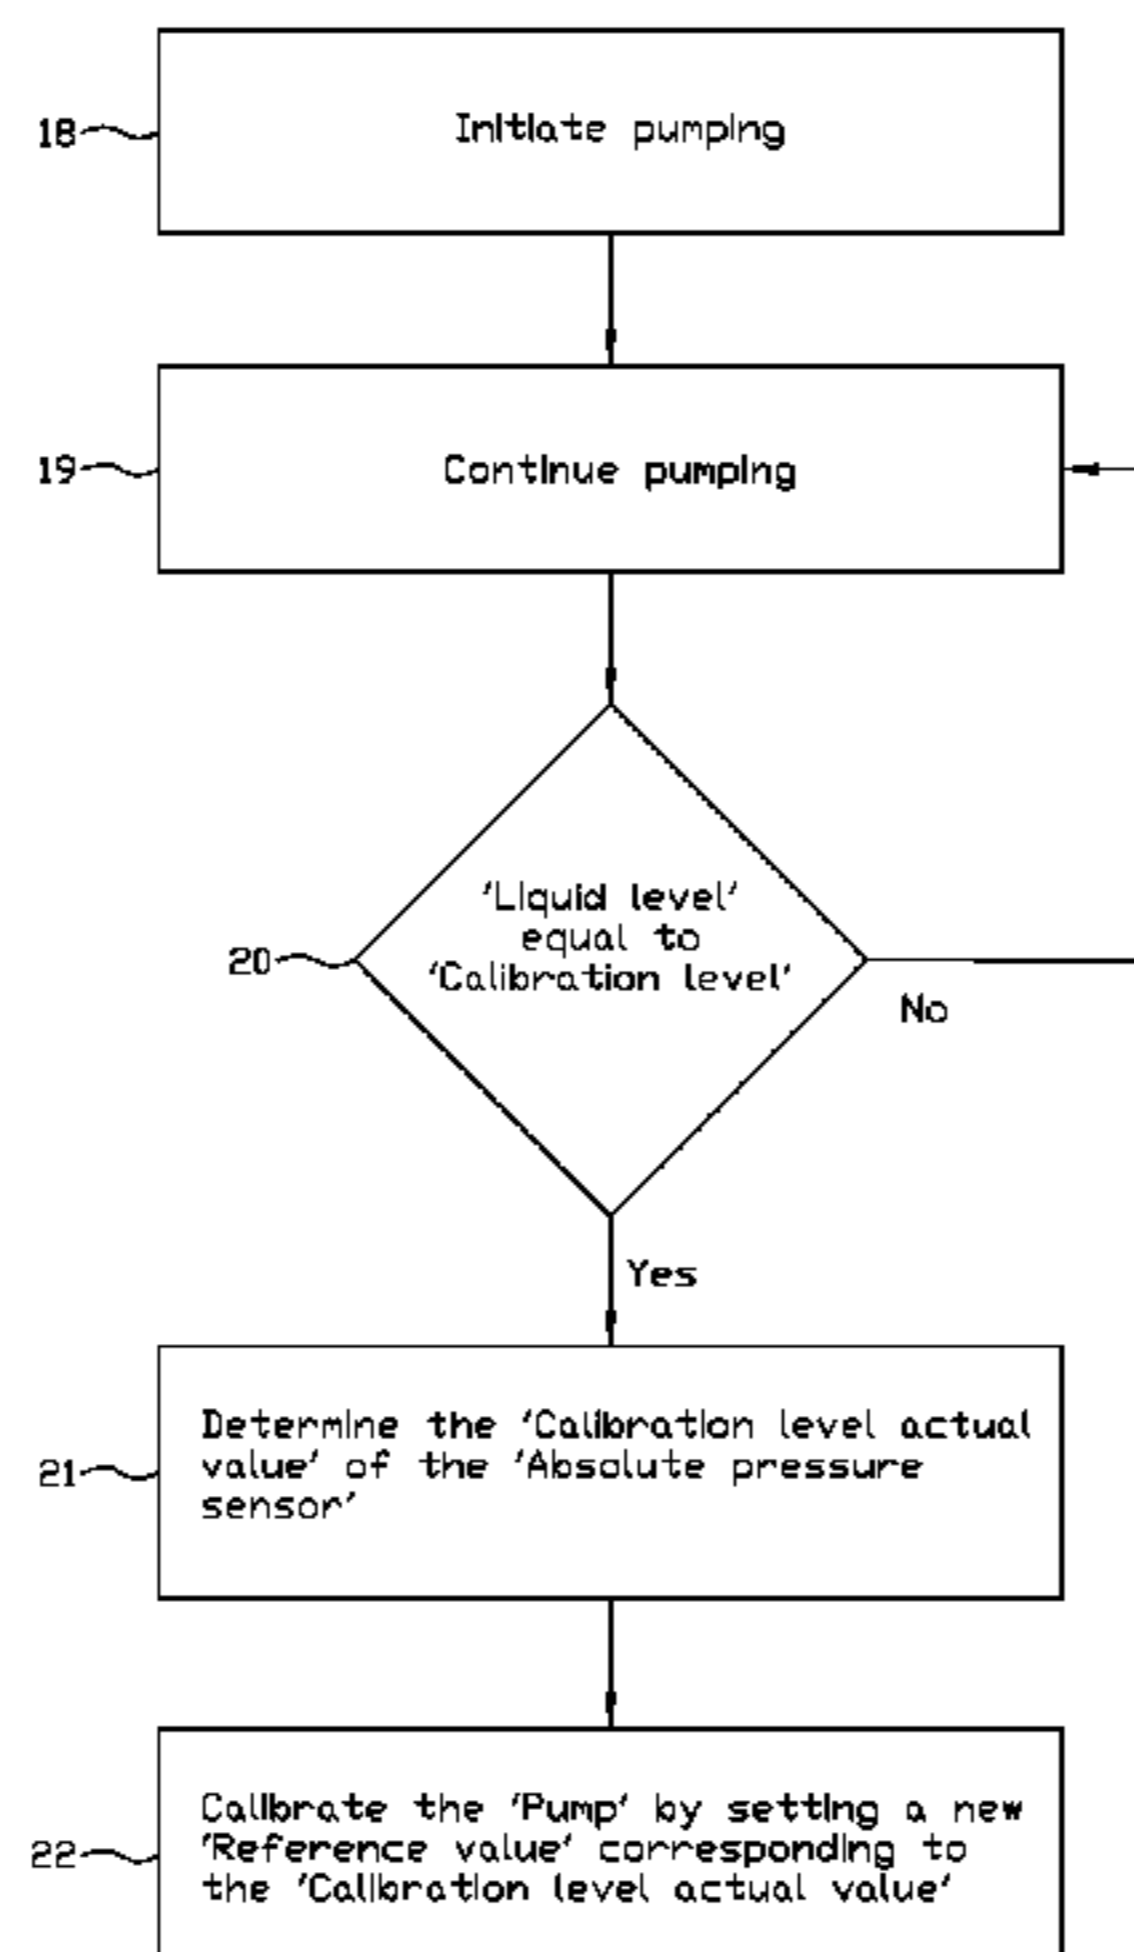 18
Initiate pumping
19
Continue pumping
'Liquid level'
equal to
'Calibration level'
20
No
Yes
Determine the 'Calibration level actual
value' of the 'Absolute pressure
sensor'
21
Calibrate the 'Pump' by setting a new
'Reference value' corresponding to
the 'Calibration level actual value'
22